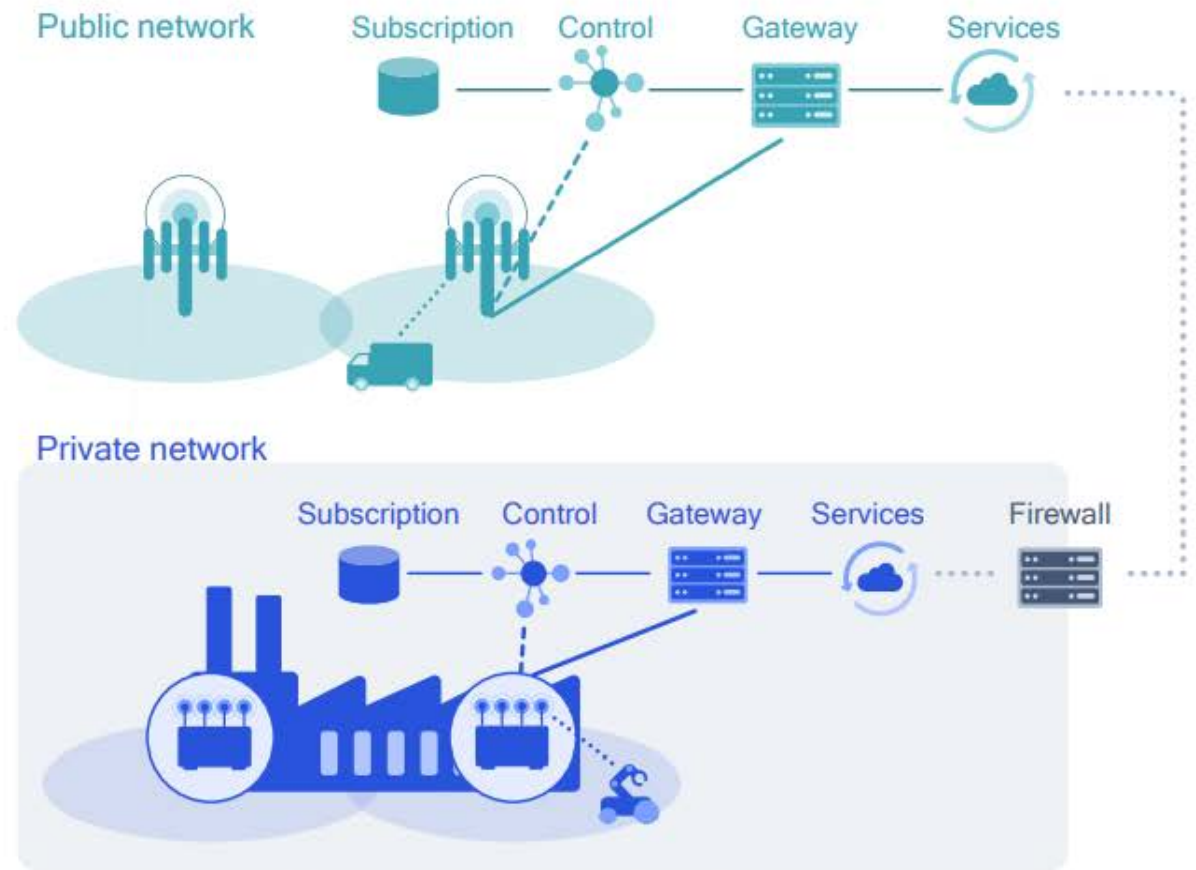 Public network
Subscription
Control
Gateway
Services
Private network
Subscription
Control
Gateway
Services
Firewall